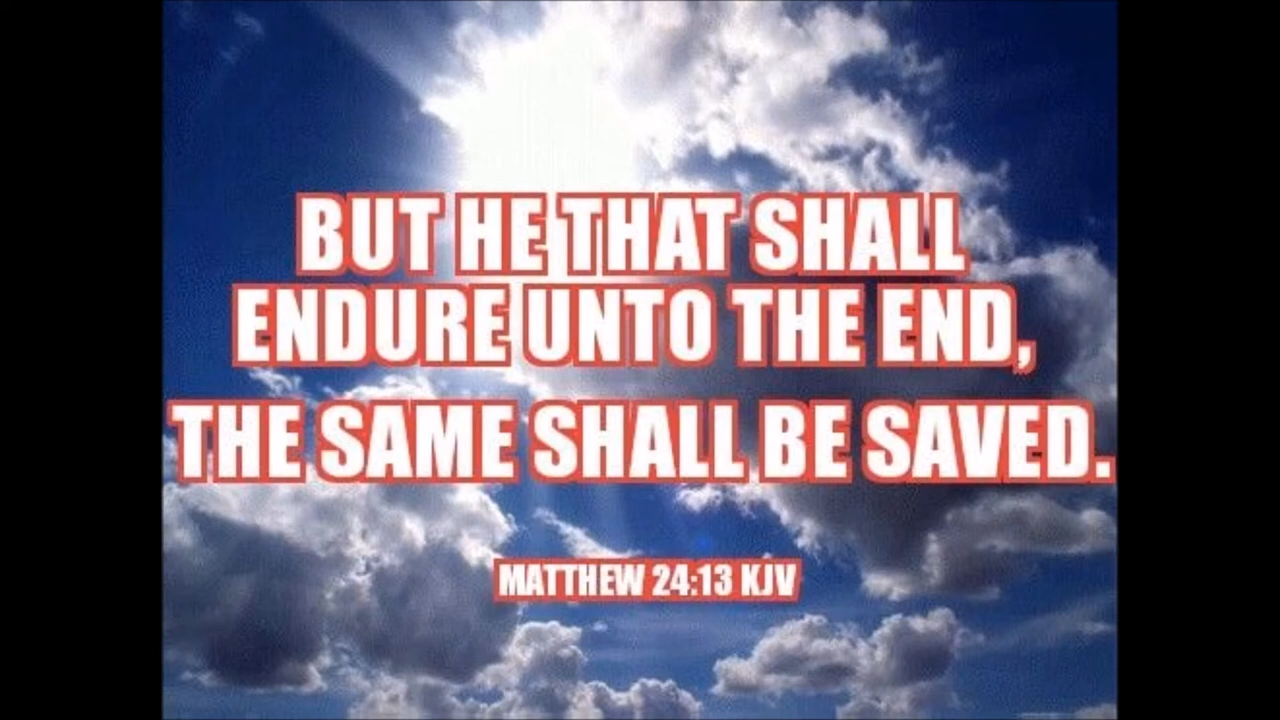 BUT HE THAT SHALL
ENDURE UNTO THE END,
THE SAME SHALL BE SAVED.
MATTHEW 24:13 KJV